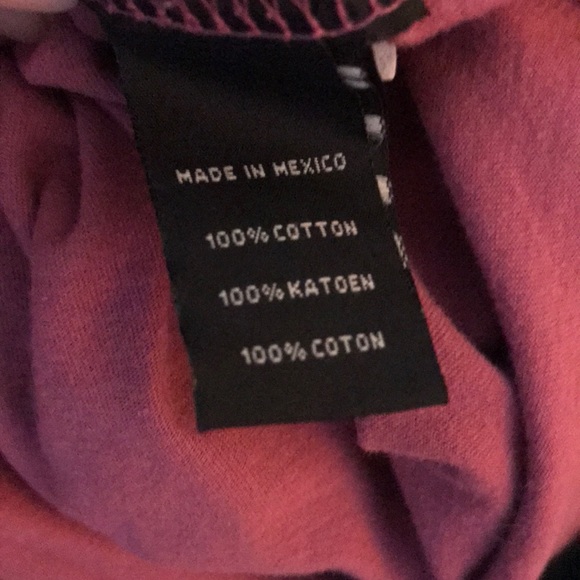 MADE IN MEXICO
100% COTTON
100% KATOEN
100% COTON